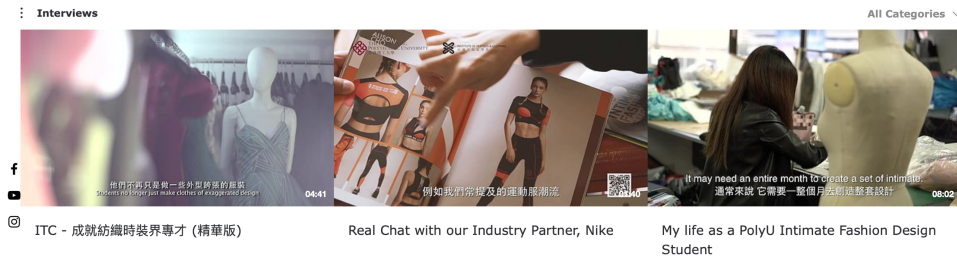 Interviews
All Categories
他們不再只是做一些外型誇張的服裝
Students no longer just make clothes of exaggerated design
04:41
ITC - 成就紡織時裝界專才 (精華版)
例如我們常提及的運動服潮流
Real Chat with our Industry Partner, Nike
It may need an entire month to create a set of intimate.
通常來說 它需要一整個月去創造整套設計
08:02
My life as a PolyU Intimate Fashion Design
Student